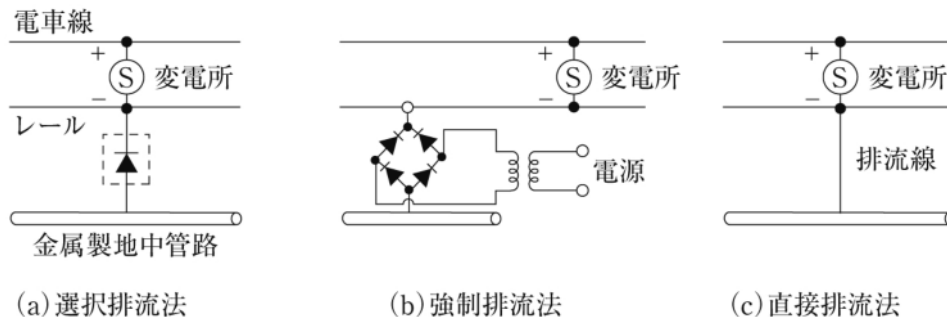 電車線
+
S 変電所
−
レール
金属製地中管路
(a)選択排流法
+
S 変電所
−
電源
(b)強制排流法
+
S 変電所
−
排流線
(c)直接排流法